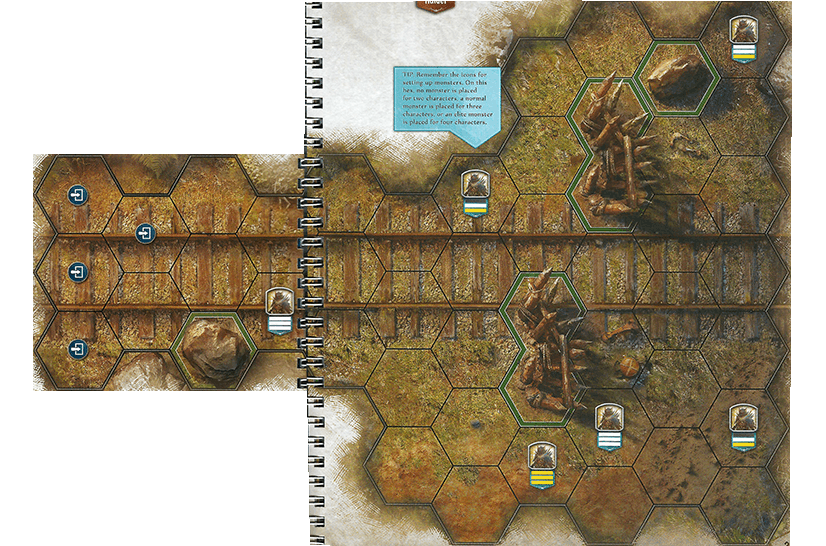 TIP: Remember the icons for
setting up monsters. On this
hex, no monster is placed
for two characters, a normal
monster is placed for three
characters, or an elite monster
is placed for four characters.